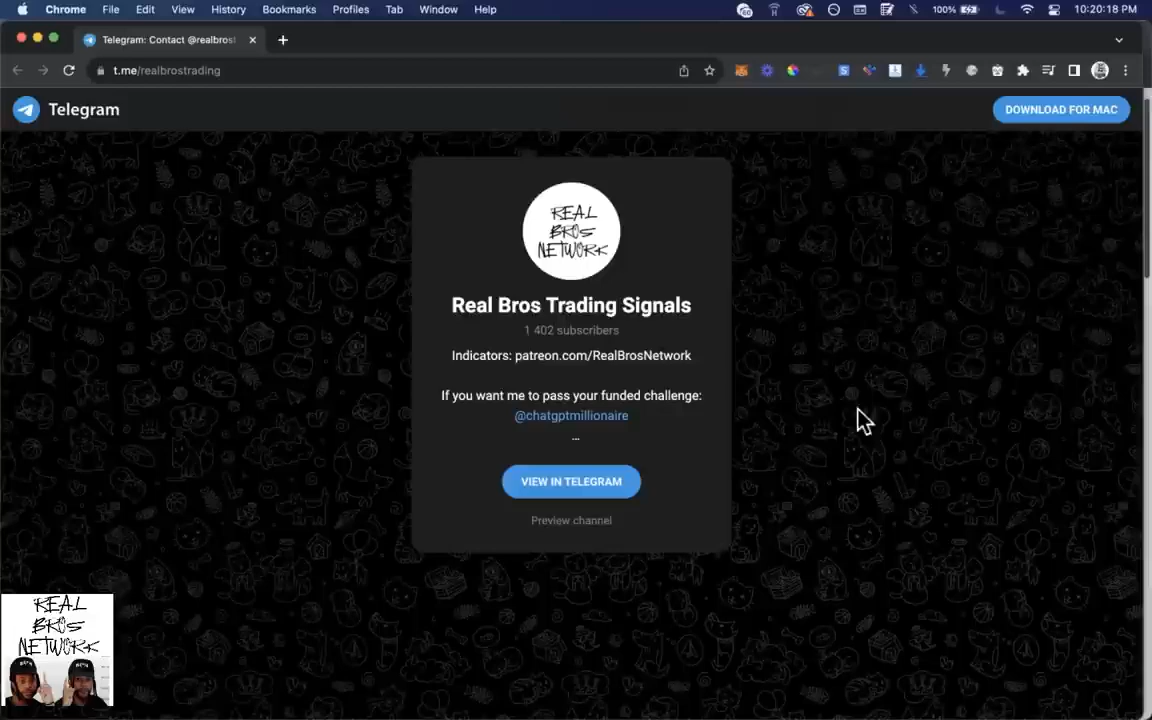 Chrome File Edit View History Bookmarks Profiles Tab Window Help 100% 10:20:18 PM
Telegram: Contact @realbrost
t.me/realbrostrading
Telegram
DOWNLOAD FOR MAC
REAL
BROS
NETWORK
Real Bros Trading Signals
1 402 subscribers
Indicators: patreon.com/RealBrosNetwork
If you want me to pass your funded challenge:
@chatgptmillionaire
...
VIEW IN TELEGRAM
Preview channel
REAL
BROS
NETWORK